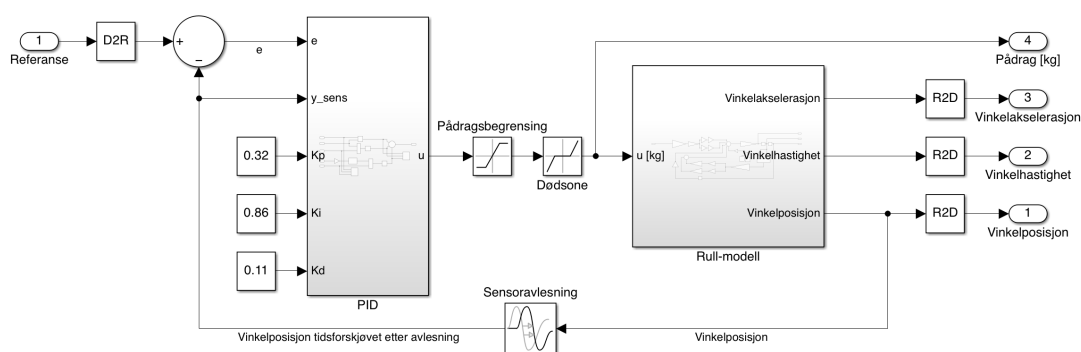 1
Referanse
D2R
+
−
e
e
y_sens
0.32
Kp
0.86
Ki
0.11
Kd
u
PID
Pådragsbegrensing
Dødsone
u [kg]
Vinkelakselerasjon
Vinkelhastighet
Vinkelposisjon
Rull-modell
4
Pådrag [kg]
R2D
3
Vinkelakselerasjon
R2D
2
Vinkelhastighet
R2D
1
Vinkelposisjon
Sensoravlesning
Vinkelposisjon tidsforskjøvet etter avlesning
Vinkelposisjon